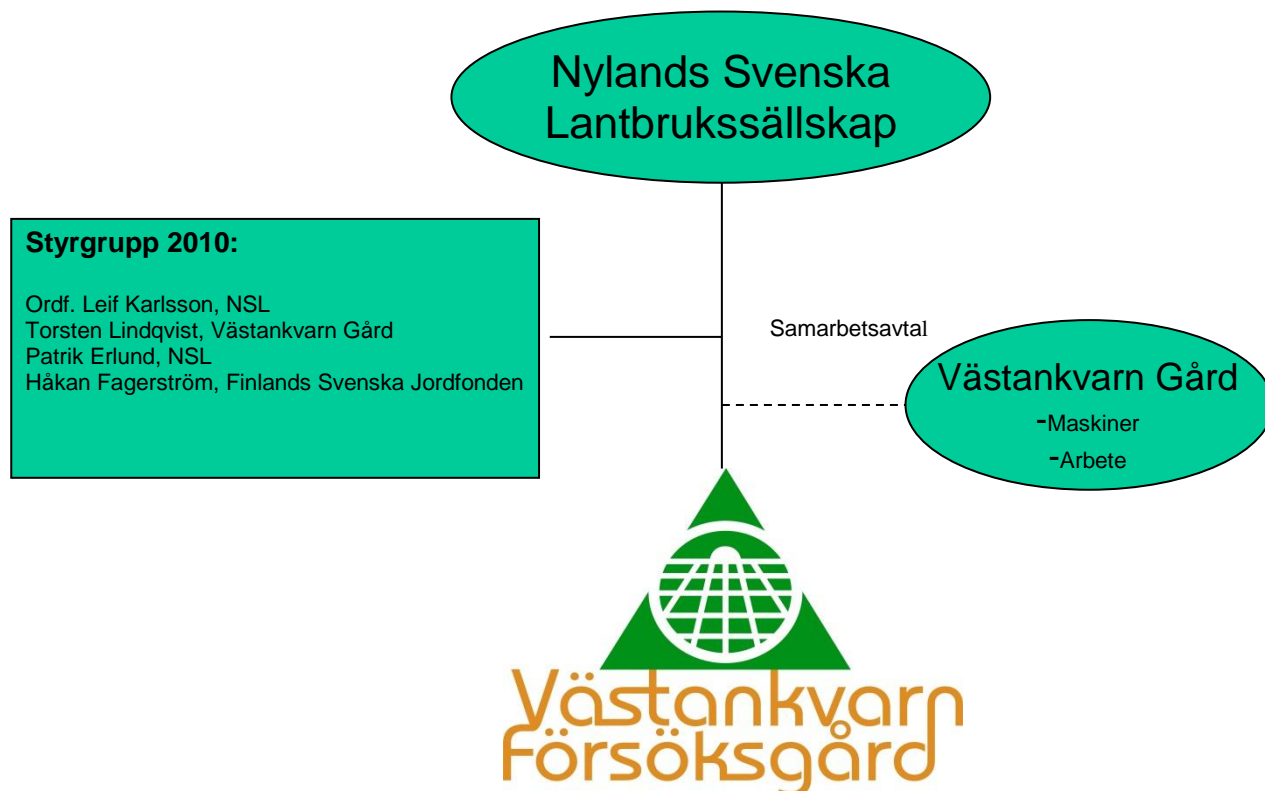 Nylands Svenska
Lantbrukssällskap
Styrgrupp 2010:
Ordf. Leif Karlsson, NSL
Torsten Lindqvist, Västankvarn Gård
Patrik Erlund, NSL
Håkan Fagerström, Finlands Svenska Jordfonden
Samarbetsavtal
Västankvarn Gård
-Maskiner
-Arbete
Västankvarn
Försöksgård